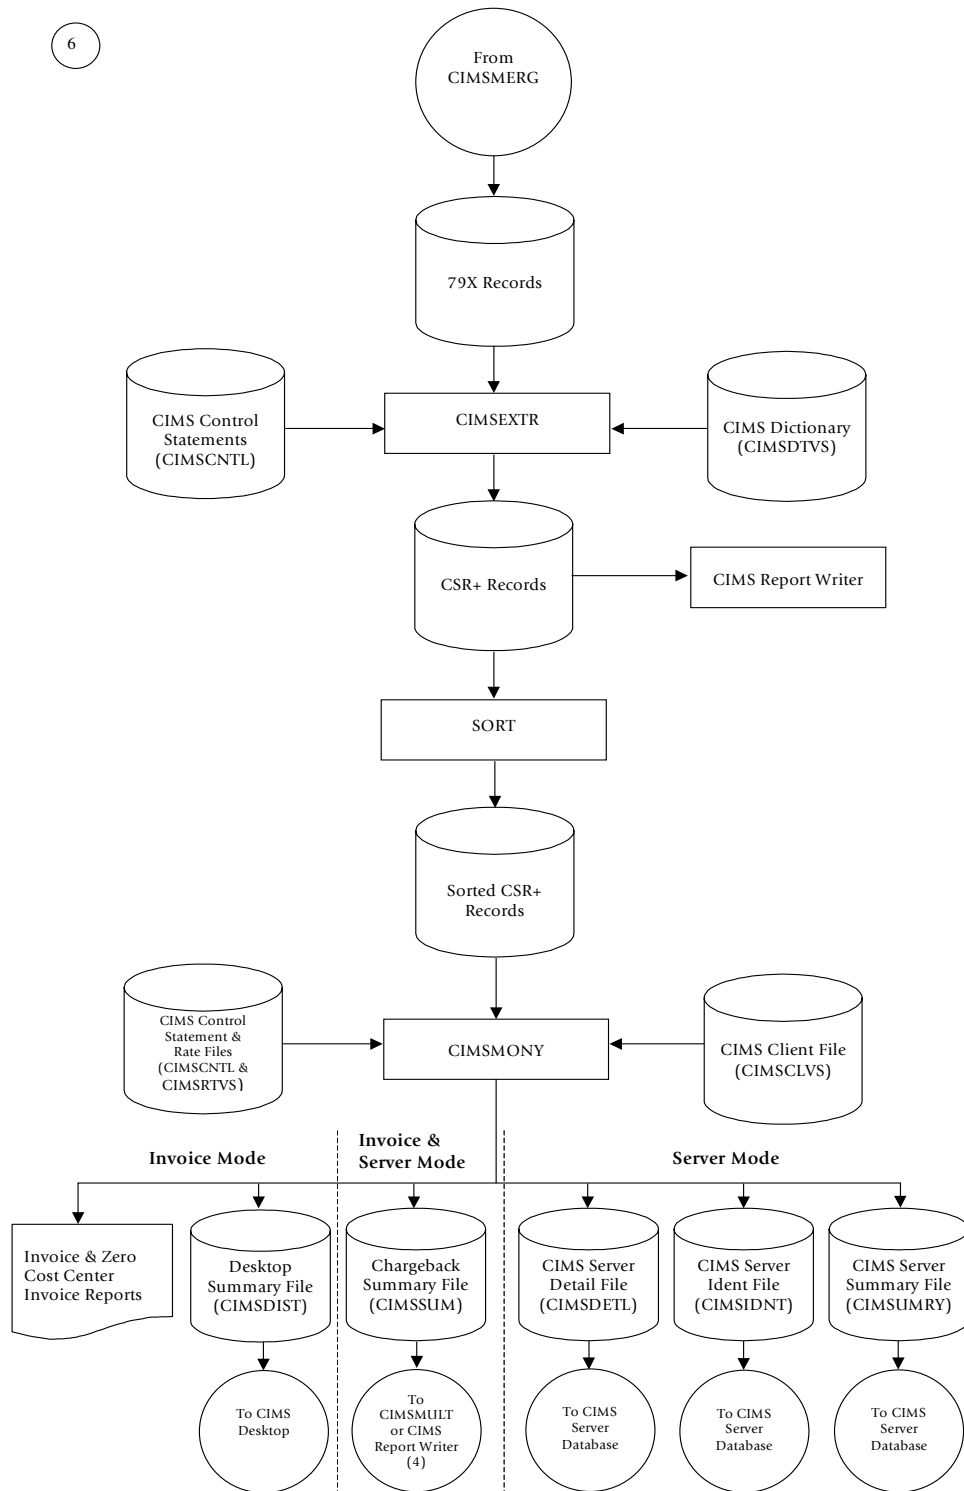 6
From
CIMSMERG
79X Records
CIMS Control
Statements
(CIMSCNTL)
CIMSEXTR
CIMS Dictionary
(CIMSDTVS)
CSR+ Records
CIMS Report Writer
SORT
Sorted CSR+
Records
CIMS Control
Statement &
Rate Files
(CIMSCNTL &
CIMSRTVS)
CIMSMONY
CIMS Client File
(CIMSCLVS)
Invoice Mode
Invoice &
Server Mode
Server Mode
Invoice & Zero
Cost Center
Invoice Reports
Desktop
Summary File
(CIMSDIST)
Chargeback
Summary File
(CIMSSUM)
CIMS Server
Detail File
(CIMSDETL)
CIMS Server
Ident File
(CIMSIDNT)
CIMS Server
Summary File
(CIMSUMRY)
To CIMS
Desktop
To
CIMSMULT
or CIMS
Report Writer
(4)
To CIMS
Server
Database
To CIMS
Server
Database
To CIMS
Server
Database